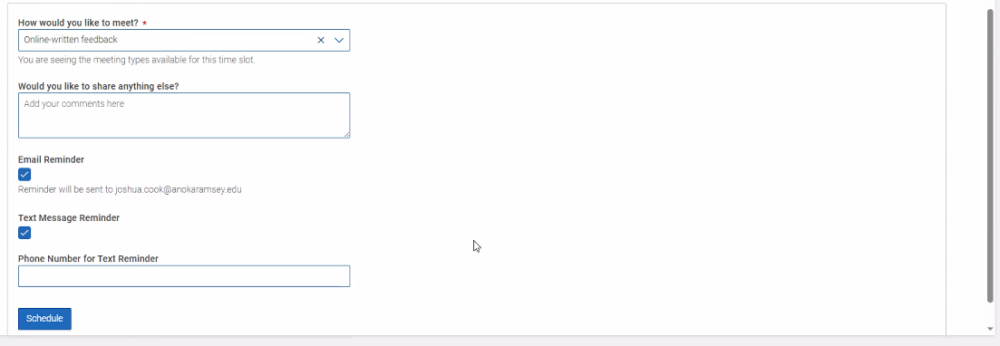 How would you like to meet? *
Online-written feedback
You are seeing the meeting types available for this time slot.
Would you like to share anything else?
Add your comments here
Email Reminder
Reminder will be sent to joshua.cook@anokaramsey.edu
Text Message Reminder
Phone Number for Text Reminder
Schedule